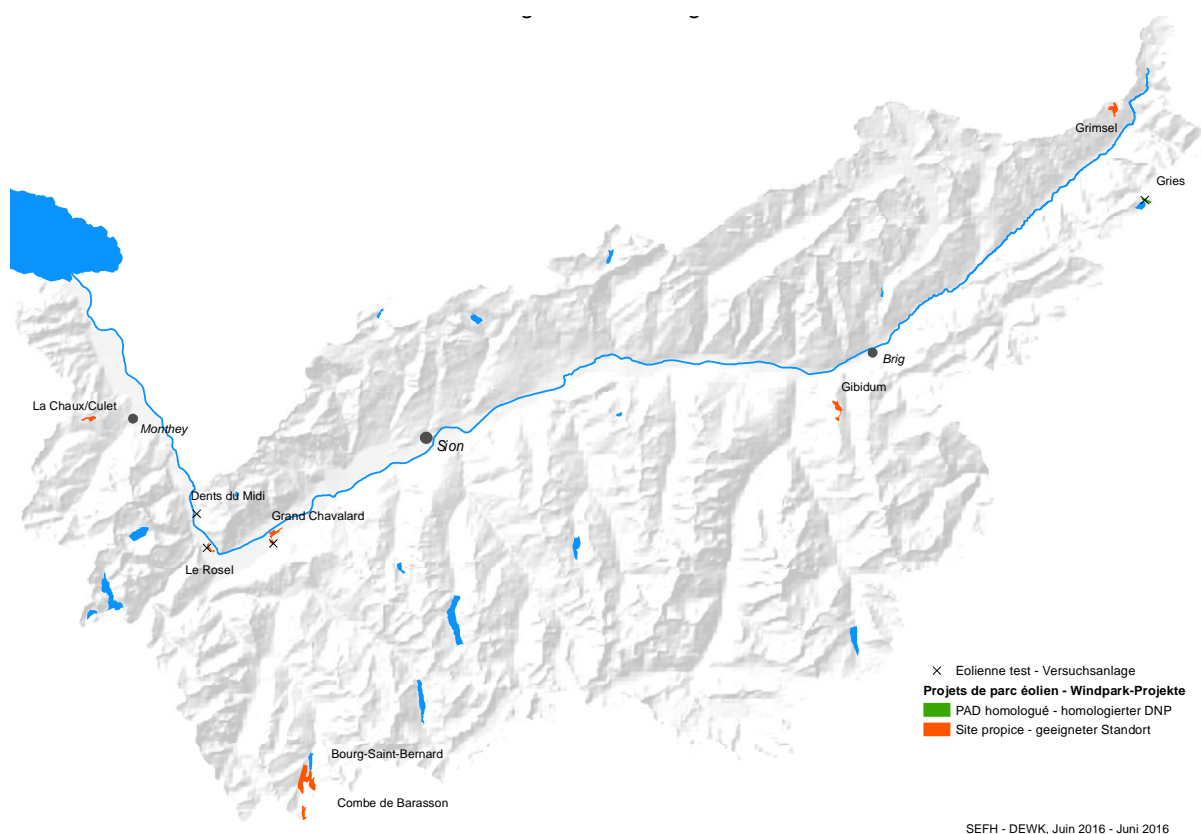 Grimsel
Gries
Brig
Gibidum
La Chaux/Culet
Monthey
Sion
Dents du Midi
Grand Chavalard
Le Rosel
Bourg-Saint-Bernard
Combe de Barasson
Eolienne test - Versuchsanlage
Projets de parc éolien - Windpark-Projekte
PAD homologué - homologierter DNP
Site propice - geeigneter Standort
SEFH - DEWK, Juin 2016 - Juni 2016